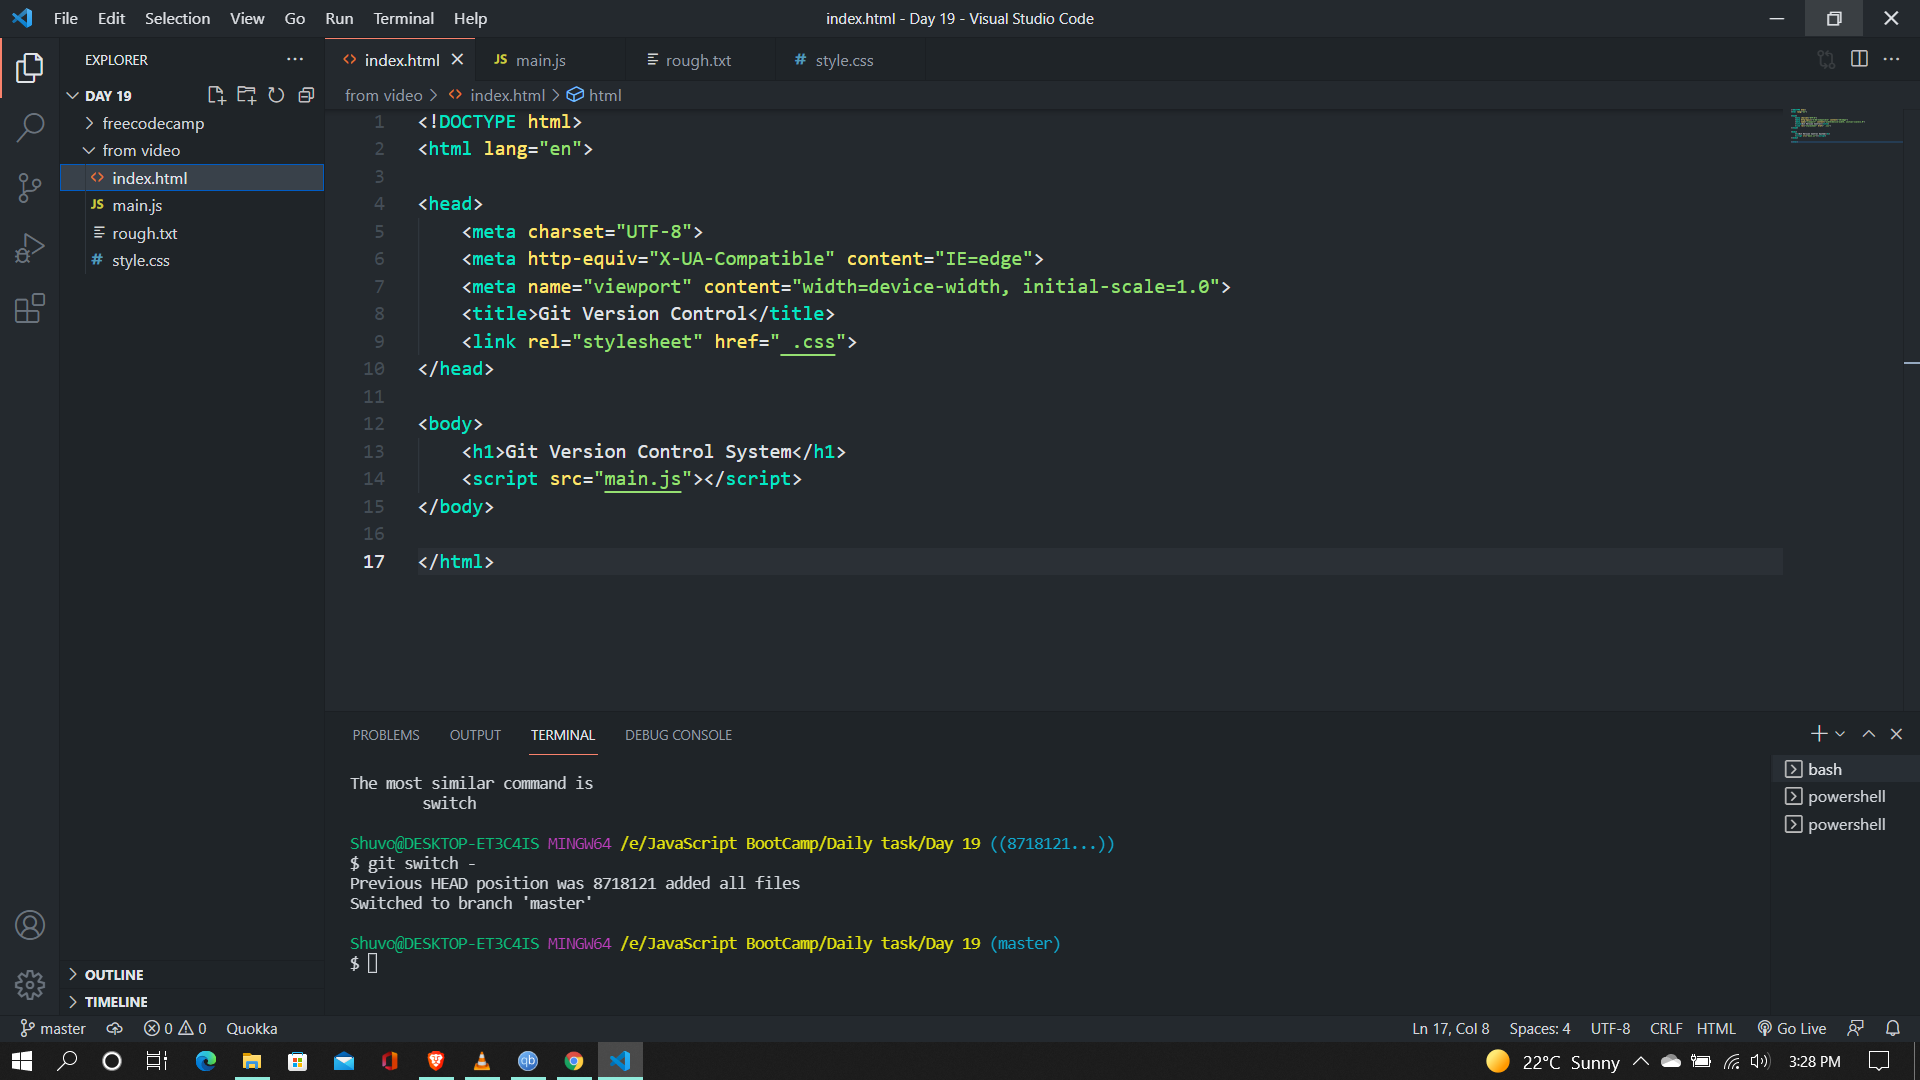 File Edit Selection View Go Run Terminal Help
index.html - Day 19 - Visual Studio Code
EXPLORER
DAY 19
freecodecamp
from video
index.html
main.js
rough.txt
style.css
OUTLINE
TIMELINE
index.html
JS main.js
rough.txt
# style.css
from video > index.html > html
1 <!DOCTYPE html>
2 <html lang="en">
3
4 <head>
5 <meta charset="UTF-8">
6 <meta http-equiv="X-UA-Compatible" content="IE=edge">
7 <meta name="viewport" content="width=device-width, initial-scale=1.0">
8 <title>Git Version Control</title>
9 <link rel="stylesheet" href=" .css">
10 </head>
11
12 <body>
13 <h1>Git Version Control System</h1>
14 <script src="main.js"></script>
15 </body>
16
17 </html>
PROBLEMS OUTPUT TERMINAL DEBUG CONSOLE
The most similar command is
switch
Shuvo@DESKTOP-ET3C4IS MINGW64 /e/JavaScript BootCamp/Daily task/Day 19 ((8718121...))
$ git switch -
Previous HEAD position was 8718121 added all files
Switched to branch 'master'
Shuvo@DESKTOP-ET3C4IS MINGW64 /e/JavaScript BootCamp/Daily task/Day 19 (master)
$
bash
powershell
powershell
master 0 0 Quokka
Ln 17, Col 8 Spaces: 4 UTF-8 CRLF HTML Go Live
22°C Sunny 3:28 PM